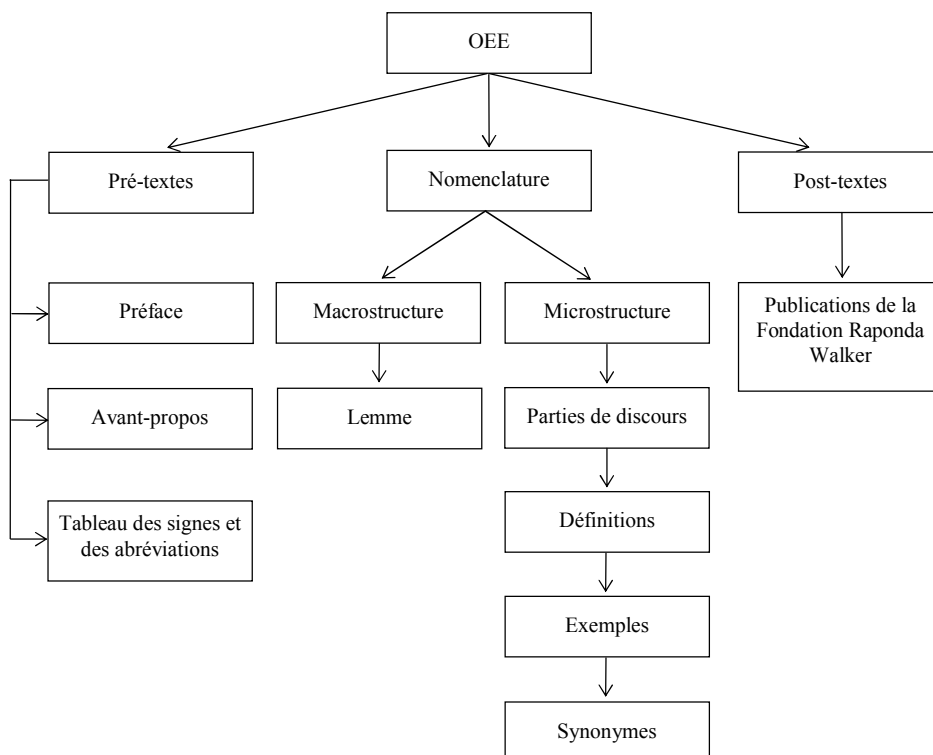 OEE
Pré-textes
Nomenclature
Post-textes
Préface
Macrostructure
Microstructure
Publications de la
Fondation Raponda
Walker
Avant-propos
Lemme
Parties de discours
Tableau des signes et
des abréviations
Définitions
Exemples
Synonymes